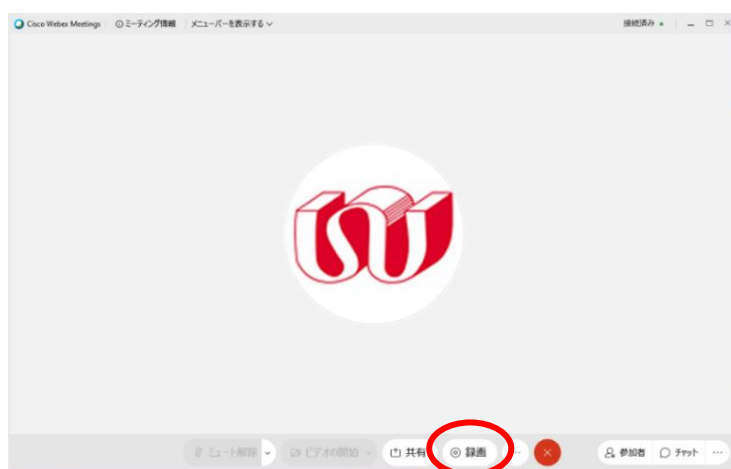 Cisco Webex Meetings ミーティング情報 メニューバーを表示する 接続済み
ミュート解除 ビデオの開始 共有 録画 参加者 チャット